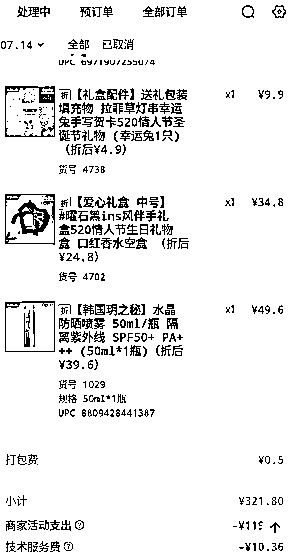 处理中 预订单 全部订单
07.14 全部 已取消
UPC 6971907255074
折【礼盒配件】送礼包装 x1 ¥9.9
填充物 拉菲草灯串幸运
兔手写贺卡520情人节圣
诞节礼物 (幸运兔1只)
(折后¥4.9)
货号 4738
折【爱心礼盒 中号】 x1 ¥34.8
#曜石黑ins风伴手礼
盒520情人节生日礼物
盒 口红香水空盒 (折后
¥24.8)
货号 4702
折【韩国玥之秘】水晶 x1 ¥49.6
防晒喷雾 50ml/瓶 隔
离紫外线 SPF50+ PA+
++ (50ml*1瓶) (折后
¥39.6)
货号 1029
规格 50ml*1瓶
UPC 8809428441387
打包费 ¥0.5
小计 ¥321.80
商家活动支出 -¥119
技术服务费 -¥10.36